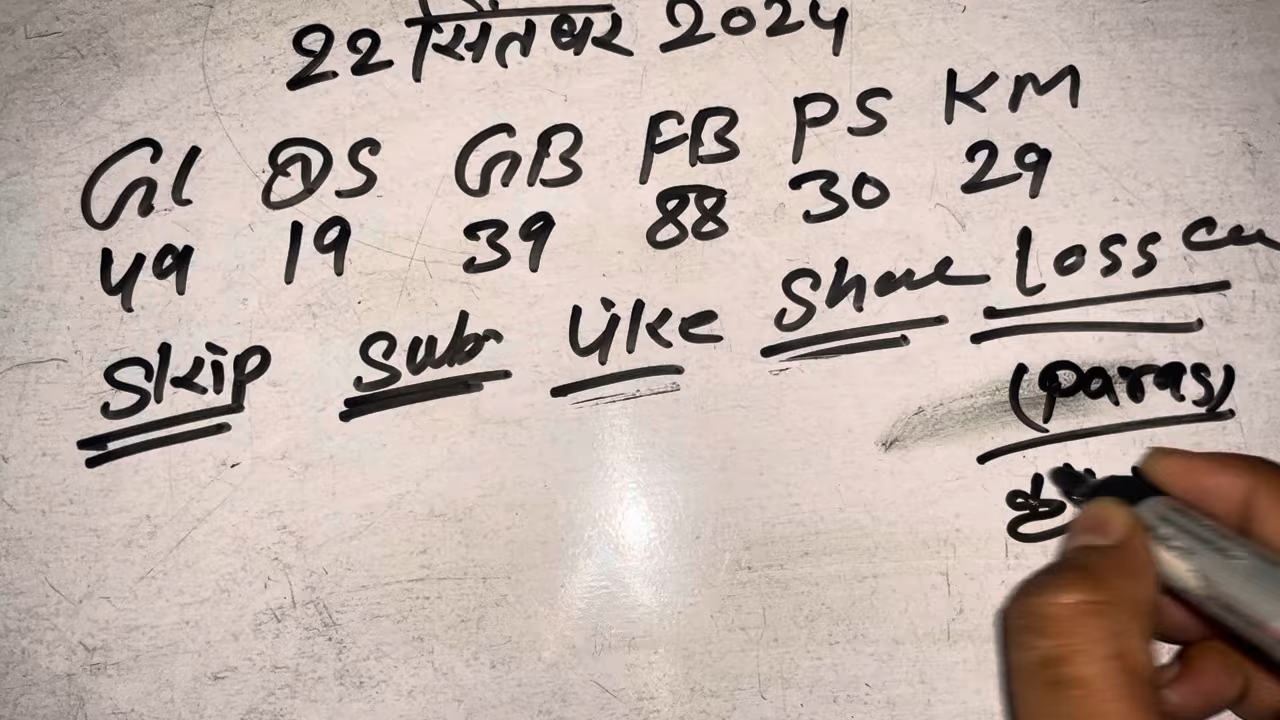 22 सितंबर 2024
GL DS GB FB PS KM
49 19 39 88 30 29
Skip Sub Like Share Loss
(paras)